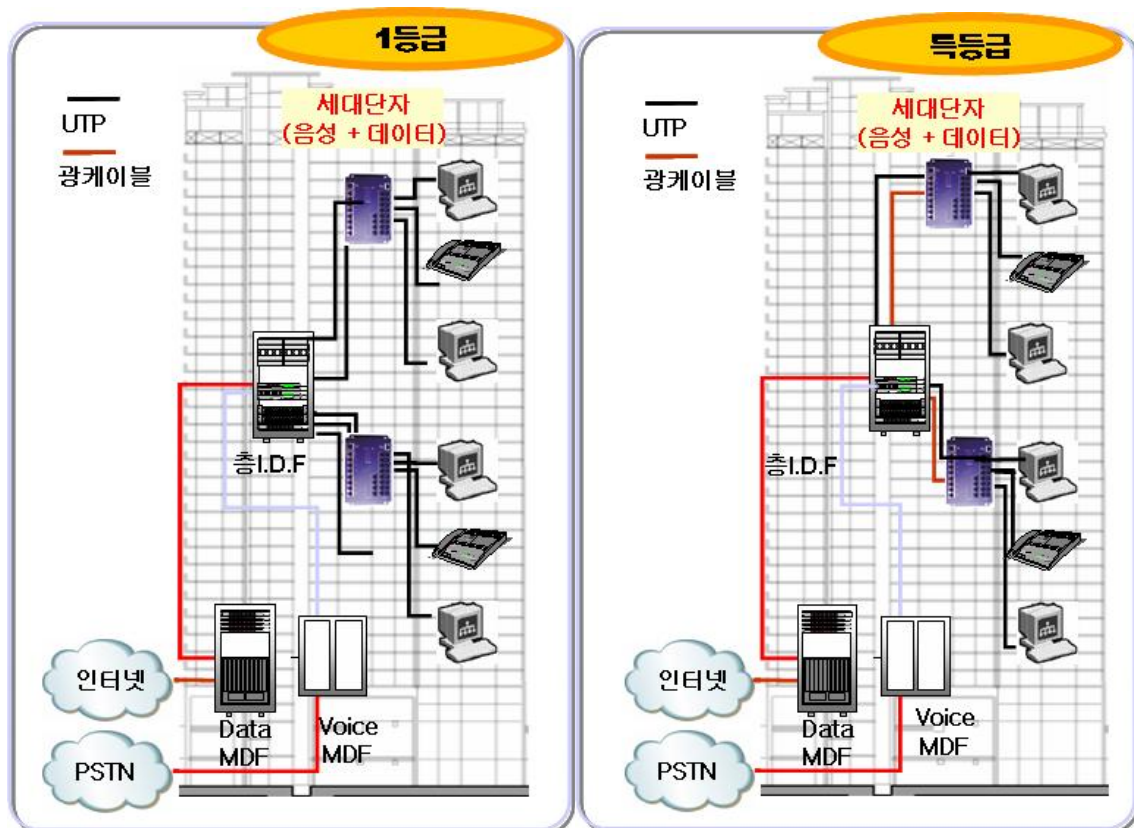 1등급
UTP
광케이블
세대단자
(음성 + 데이터)
층I.D.F
인터넷
PSTN
Data
MDF
Voice
MDF
특등급
UTP
광케이블
세대단자
(음성 + 데이터)
층I.D.F
인터넷
PSTN
Data
MDF
Voice
MDF